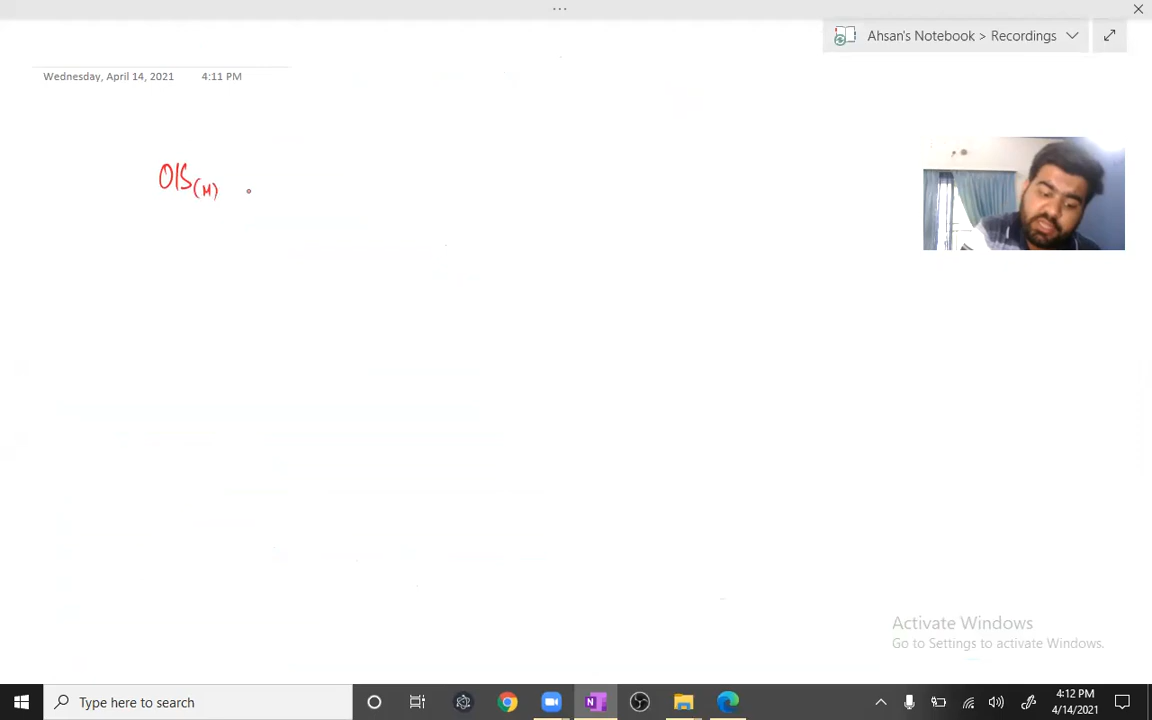 Ahsan's Notebook > Recordings
Wednesday, April 14, 2021 4:11 PM
O/S(M)
Activate Windows
Go to Settings to activate Windows.
Type here to search
4:12 PM
4/14/2021